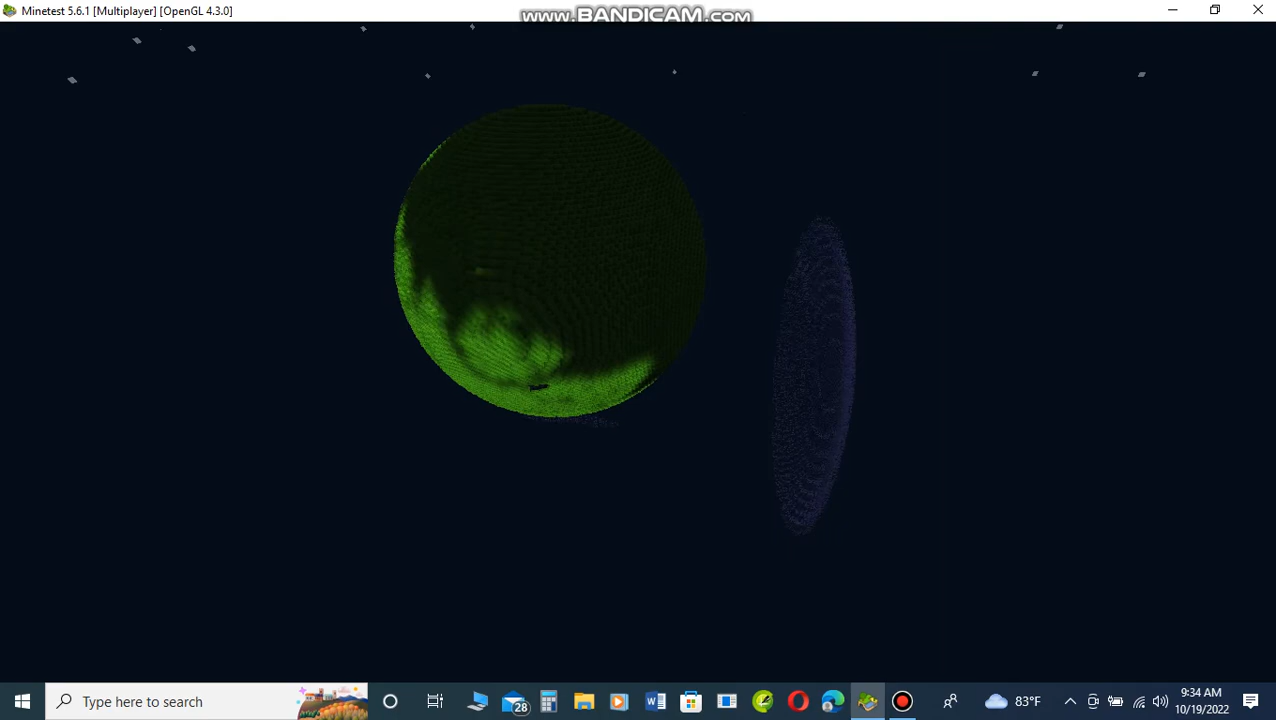 Minetest 5.6.1 [Multiplayer] [OpenGL 4.3.0]
www.BANDICAM.com
Type here to search
28
83°F
9:34 AM
10/19/2022